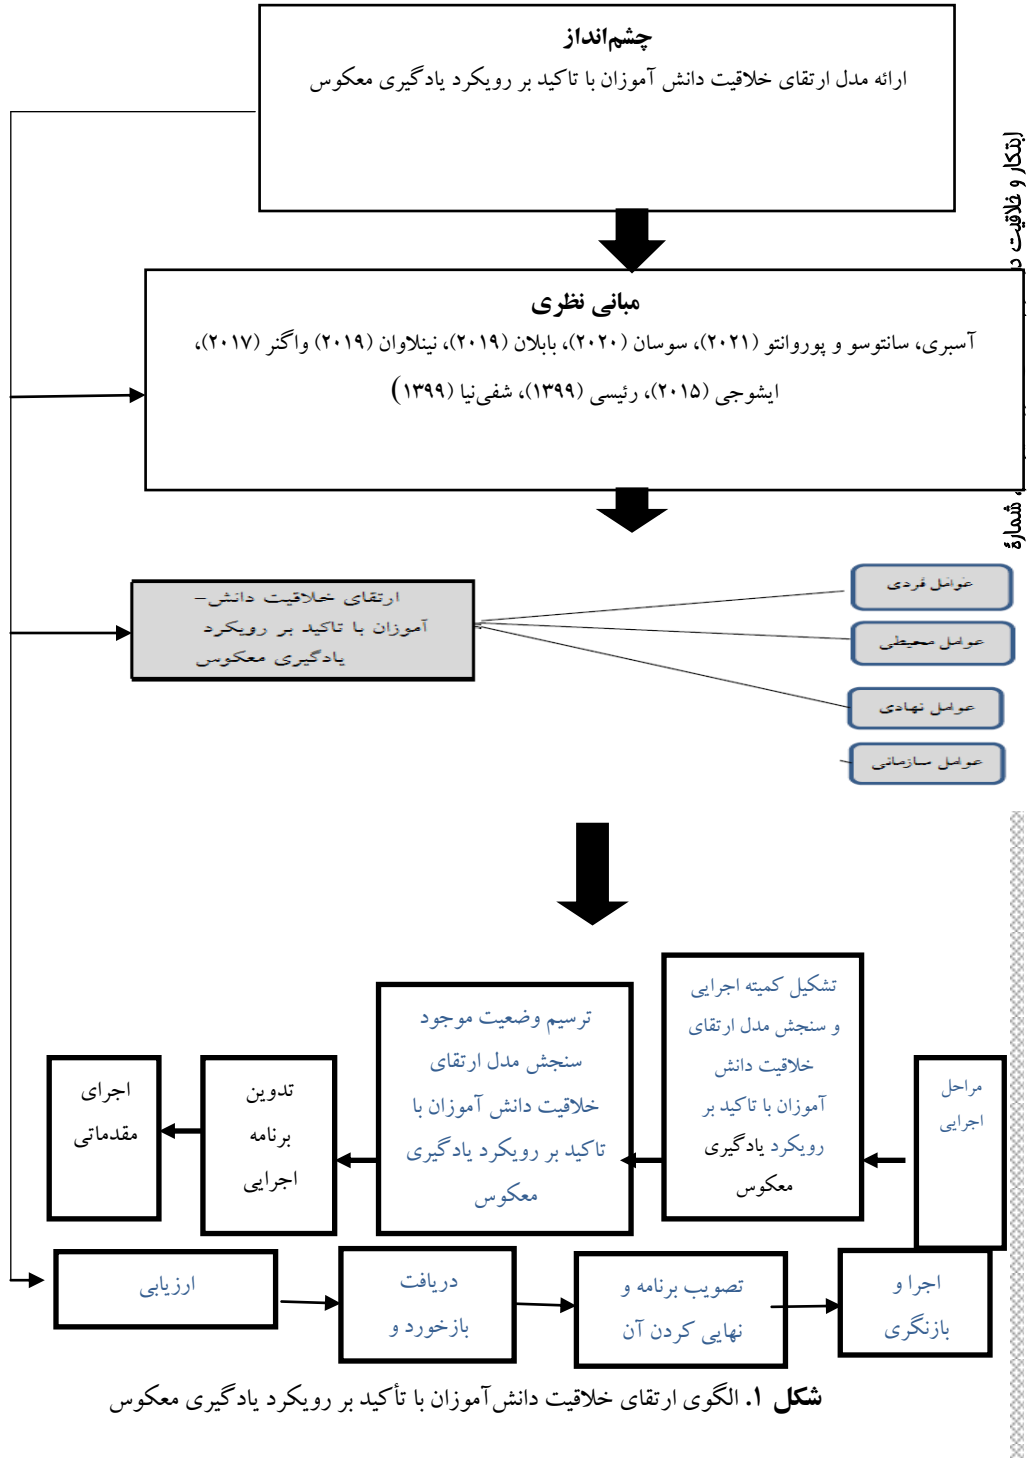 چشم‌انداز
ارائه مدل ارتقای خلاقیت دانش آموزان با تاکید بر رویکرد یادگیری معکوس
ابتکار و خلاقیت د
مبانی نظری
آسبری، سانتوسو و پوروانتو (۲۰۲۱)، سوسان (۲۰۲۰)، بابلان (۲۰۱۹)، نینلاوان (۲۰۱۹) واگنر (۲۰۱۷)،
ایشوجی (۲۰۱۵)، رئیسی (۱۳۹۹)، شفی‌نیا (۱۳۹۹)
، شمارهٔ
ارتقای خلاقیت دانش-
آموزان با تاکید بر رویکرد
یادگیری معکوس
عوامل فردی
عوامل محیطی
عوامل نهادی
عوامل سازمانی
مراحل
اجرایی
تشکیل کمیته اجرایی
و سنجش مدل ارتقای
خلاقیت دانش
آموزان با تاکید بر
رویکرد یادگیری
معکوس
ترسیم وضعیت موجود
سنجش مدل ارتقای
خلاقیت دانش آموزان با
تاکید بر رویکرد یادگیری
معکوس
تدوین
برنامه
اجرایی
اجرای
مقدماتی
ارزیابی
دریافت
بازخورد و
تصویب برنامه و
نهایی کردن آن
اجرا و
بازنگری
شکل ۱. الگوی ارتقای خلاقیت دانش‌آموزان با تأکید بر رویکرد یادگیری معکوس